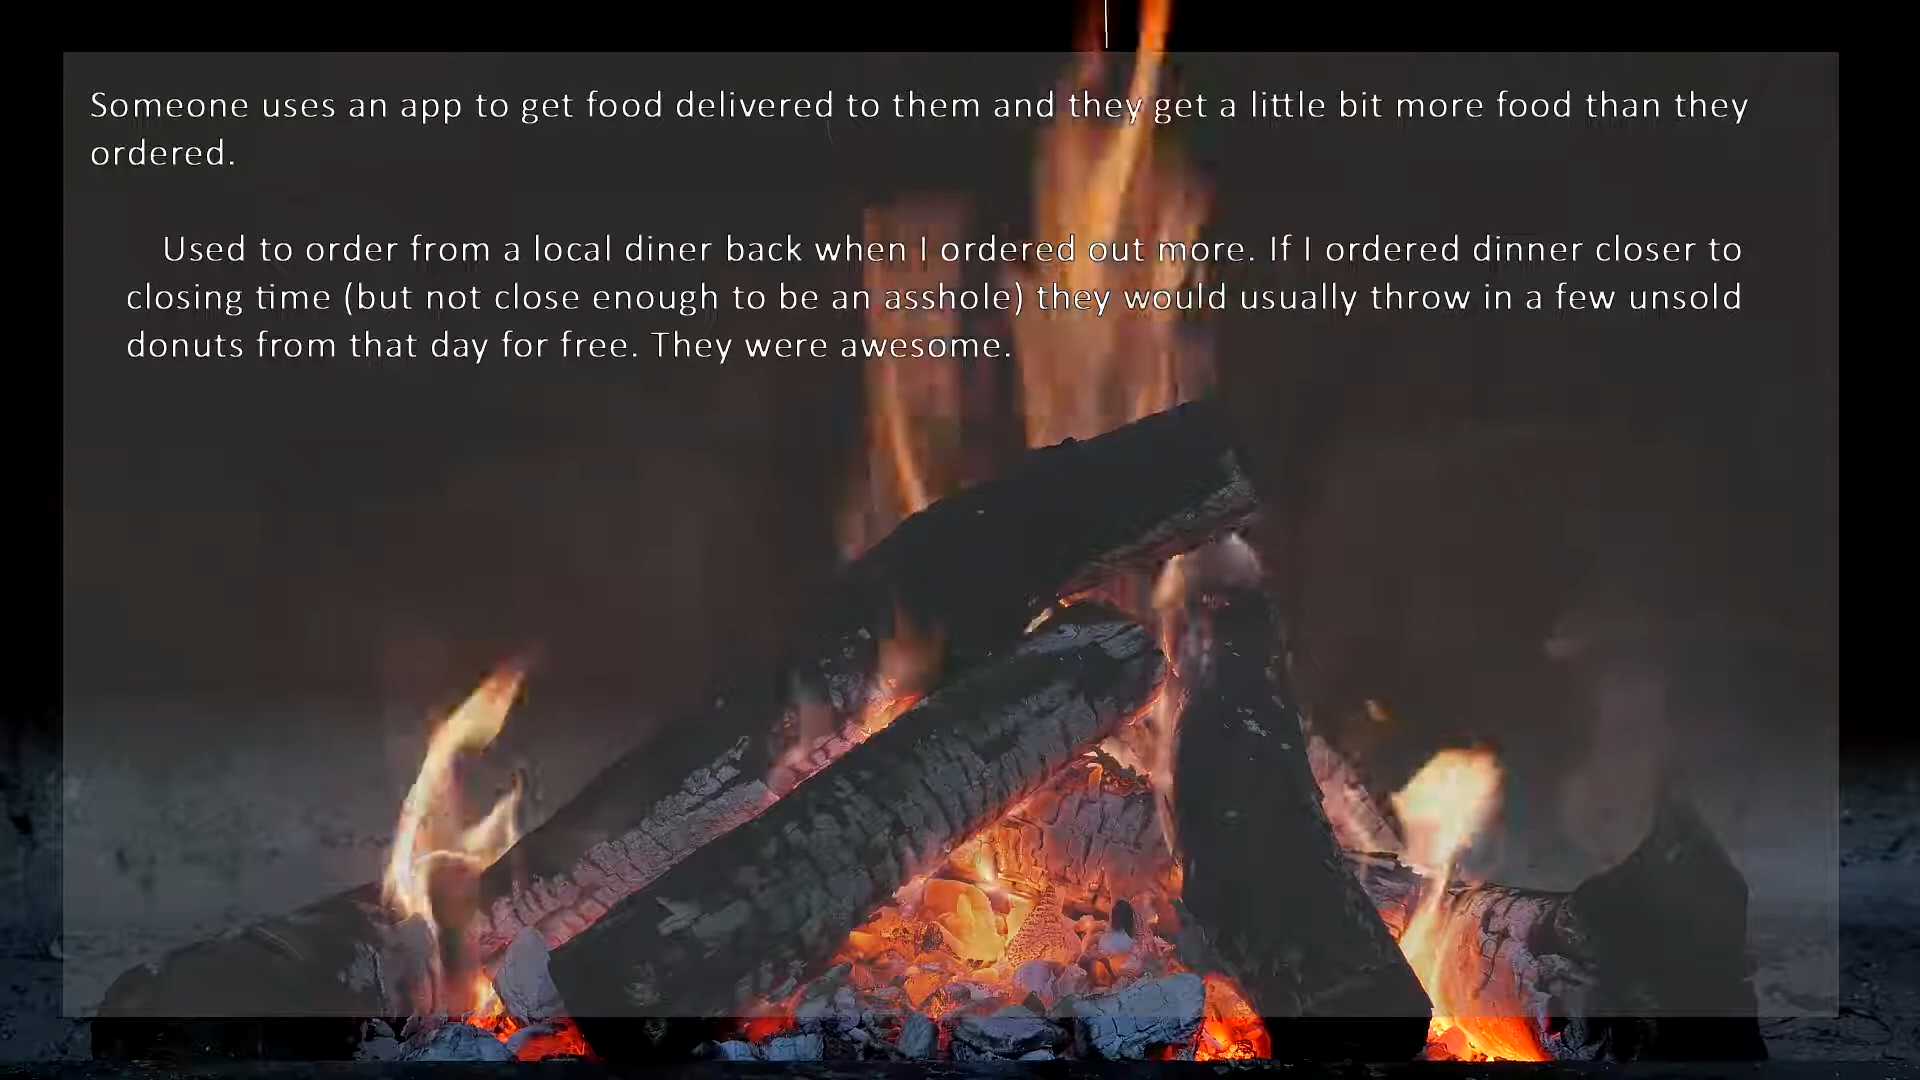 Someone uses an app to get food delivered to them and they get a little bit more food than they
ordered.
Used to order from a local diner back when I ordered out more. If I ordered dinner closer to
closing time (but not close enough to be an asshole) they would usually throw in a few unsold
donuts from that day for free. They were awesome.